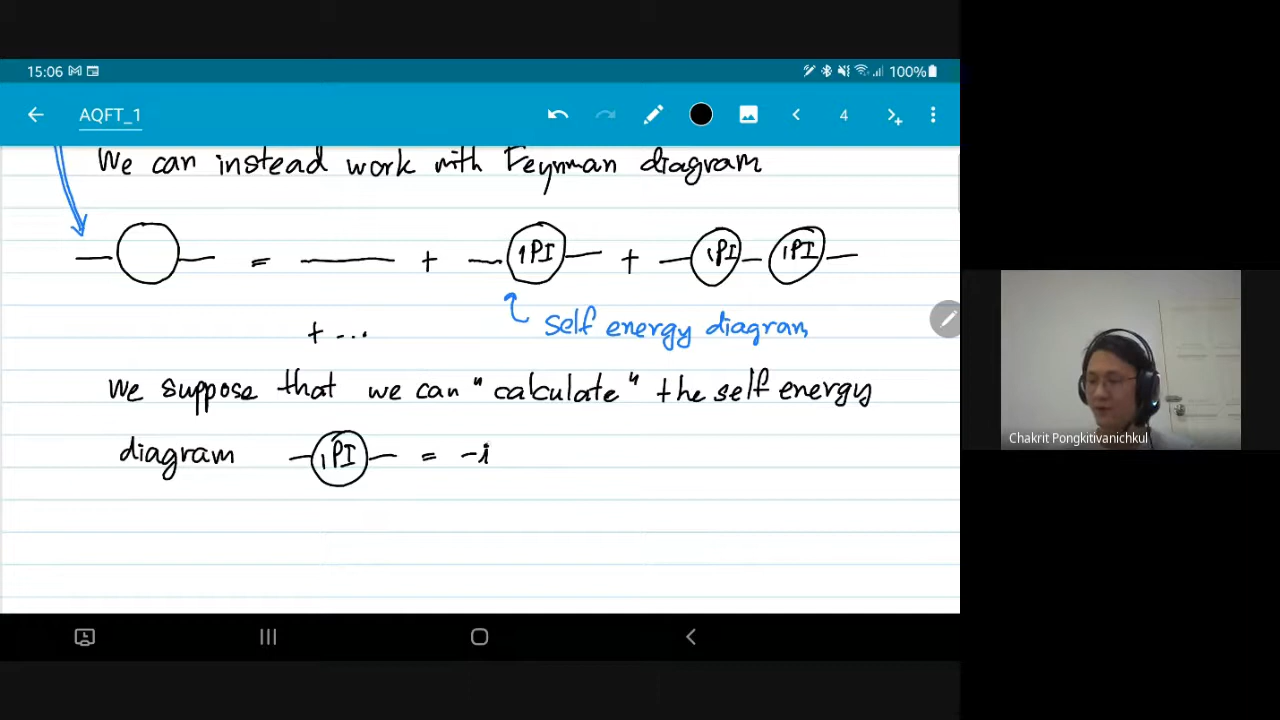 15:06
100%
AQFT_1
4
We can instead work with Feynman diagram
= + 1PI + 1PI 1PI
+ ...
self energy diagram
We suppose that we can "calculate" the self energy
diagram 1PI = -i
Chakrit Pongkitivanichkul